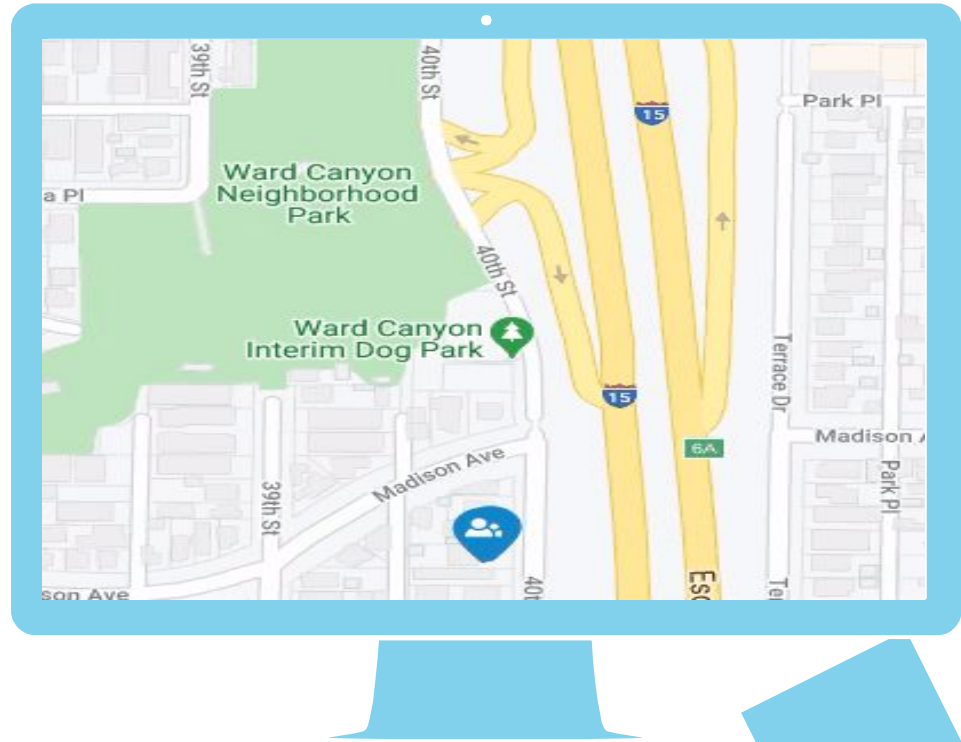 39th St
40th St
15
Park Pl
a Pl
Ward Canyon
Neighborhood
Park
40th St
Ward Canyon
Interim Dog Park
Terrace Dr
15
6A
Madison A
Madison Ave
Park Pl
39th St
son Ave
40t
Esc
Te